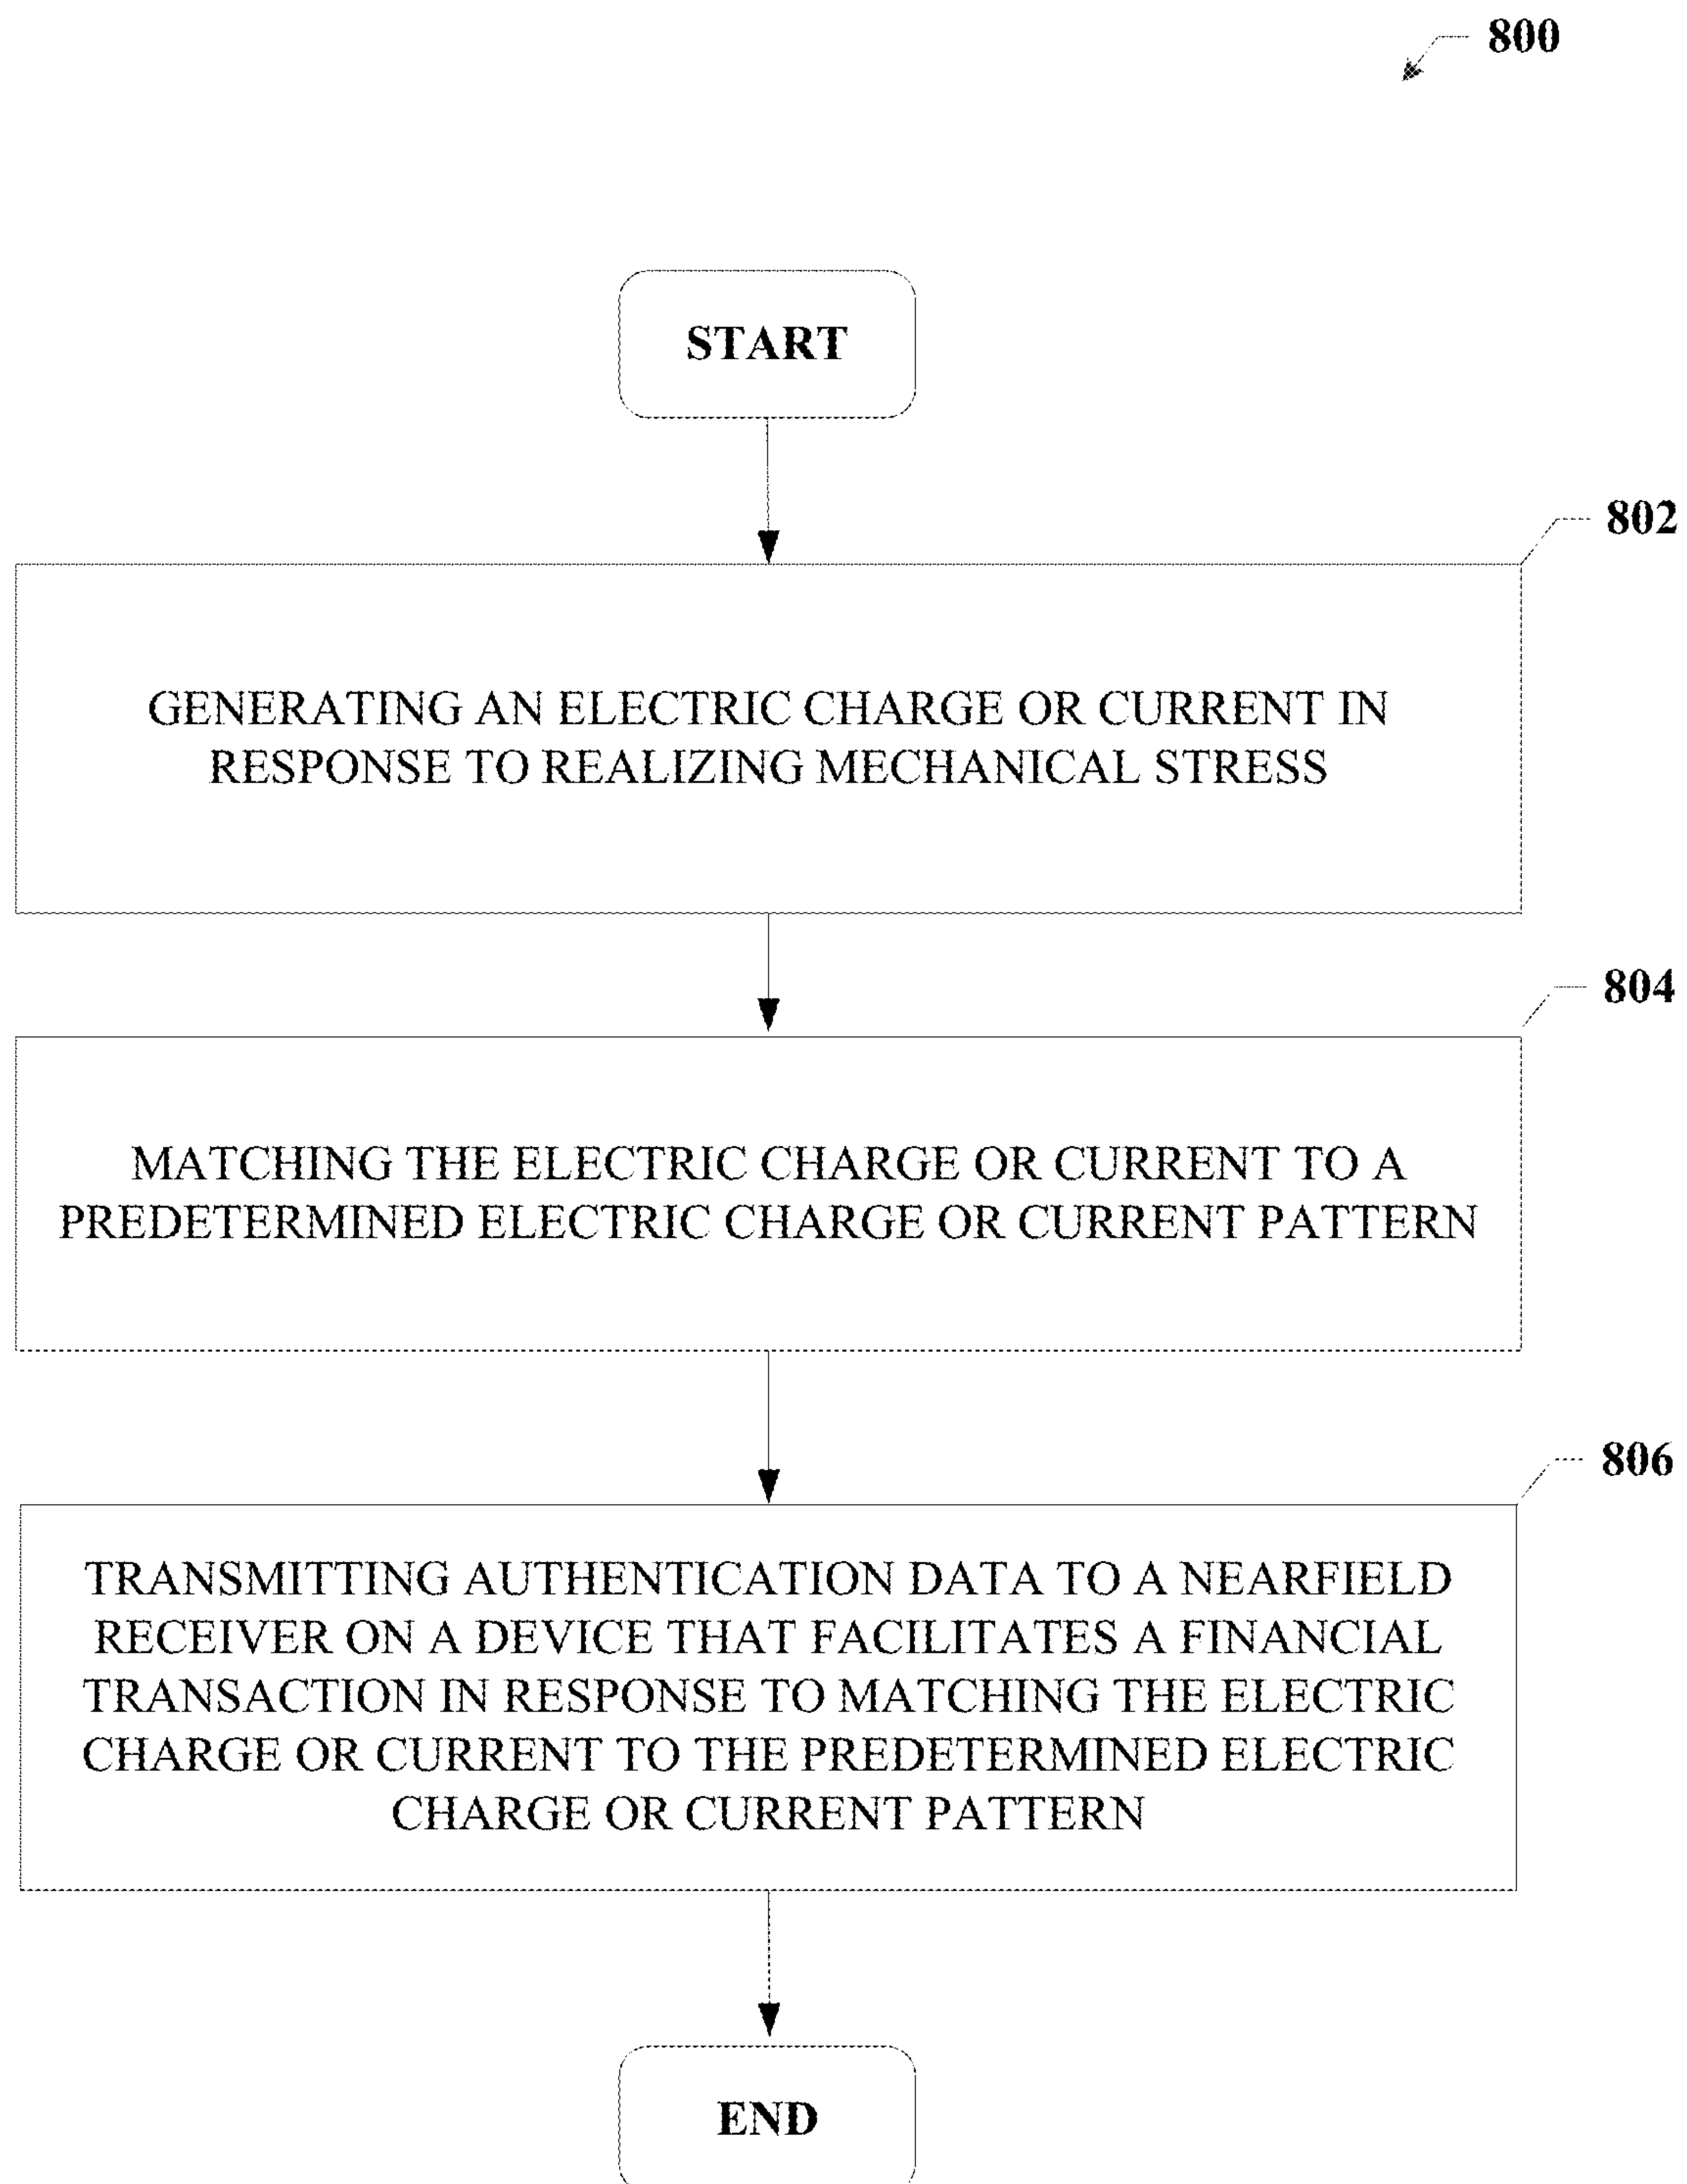 800
START
802
GENERATING AN ELECTRIC CHARGE OR CURRENT IN
RESPONSE TO REALIZING MECHANICAL STRESS
804
MATCHING THE ELECTRIC CHARGE OR CURRENT TO A
PREDETERMINED ELECTRIC CHARGE OR CURRENT PATTERN
806
TRANSMITTING AUTHENTICATION DATA TO A NEARFIELD
RECEIVER ON A DEVICE THAT FACILITATES A FINANCIAL
TRANSACTION IN RESPONSE TO MATCHING THE ELECTRIC
CHARGE OR CURRENT TO THE PREDETERMINED ELECTRIC
CHARGE OR CURRENT PATTERN
END